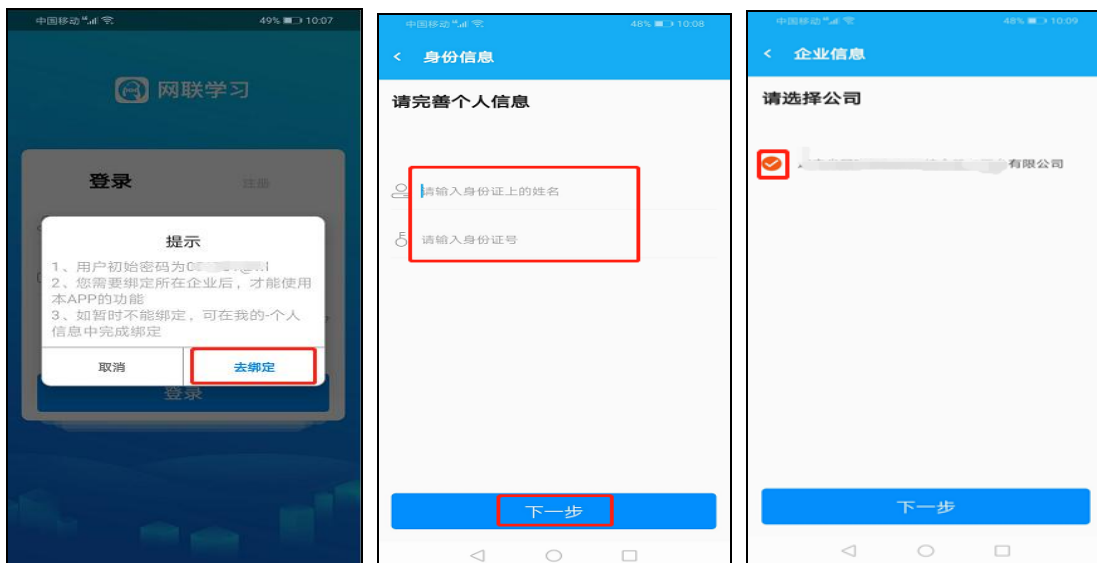 中国移动
49%
10:07
网联学习
登录
注册
提示
1、用户初始密码为0
2、您需要绑定所在企业后，才能使用
本APP的功能
3、如暂时不能绑定，可在我的-个人
信息中完成绑定
取消
去绑定
登录
中国移动
48%
10:08
身份信息
请完善个人信息
请输入身份证上的姓名
请输入身份证号
下一步
中国移动
48%
10:09
企业信息
请选择公司
有限公司
下一步